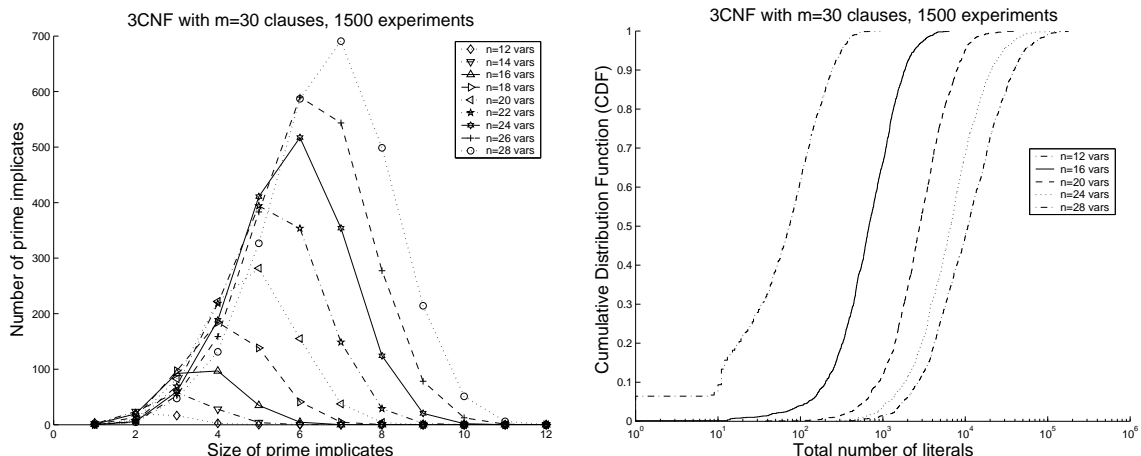 3CNF with m=30 clauses, 1500 experiments
700
600
500
400
300
200
100
0
0
2
4
6
8
10
12
Number of prime implicates
Size of prime implicates
n=12 vars
n=14 vars
n=16 vars
n=18 vars
n=20 vars
n=22 vars
n=24 vars
n=26 vars
n=28 vars
3CNF with m=30 clauses, 1500 experiments
1
0.9
0.8
0.7
0.6
0.5
0.4
0.3
0.2
0.1
0
10^0
10^1
10^2
10^3
10^4
10^5
10^6
Cumulative Distribution Function (CDF)
Total number of literals
n=12 vars
n=16 vars
n=20 vars
n=24 vars
n=28 vars